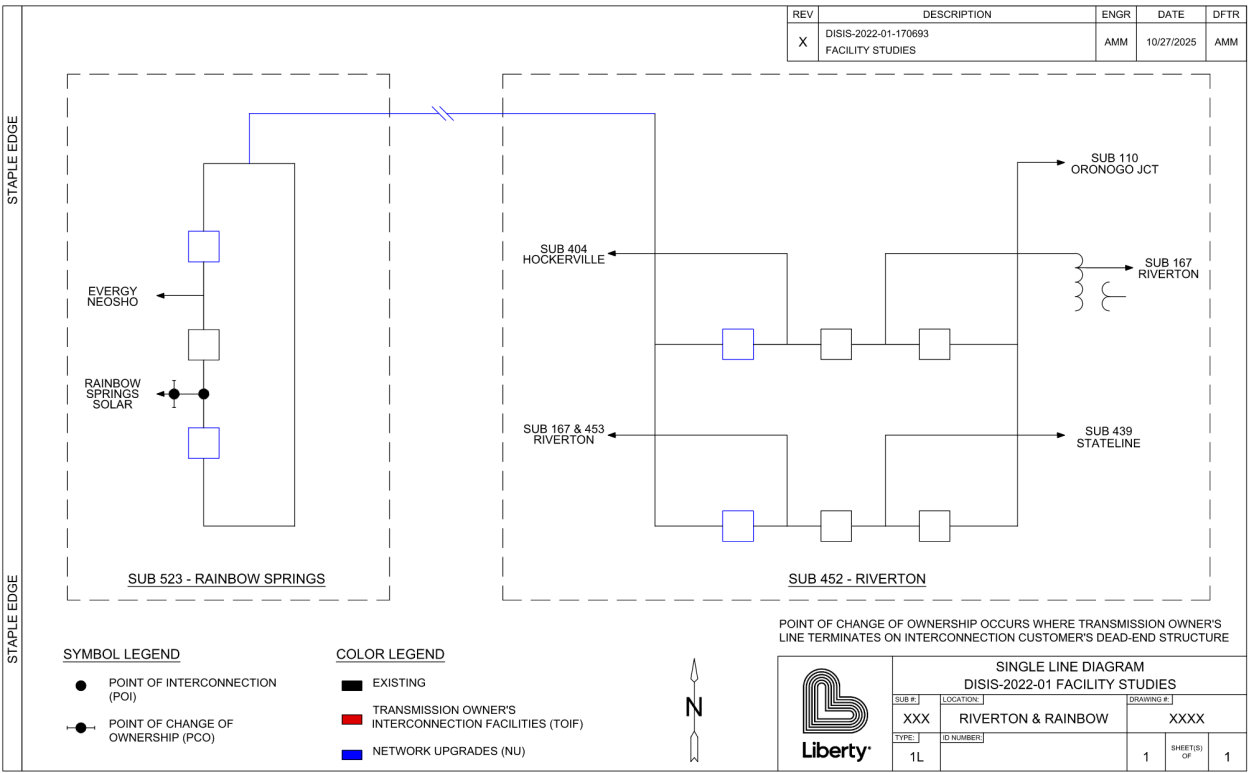 REV DESCRIPTION ENGR DATE DFTR
X DISIS-2022-01-170693 AMM 10/27/2025 AMM
FACILITY STUDIES
STAPLE EDGE
STAPLE EDGE
EVERGY
NEOSHO
RAINBOW
SPRINGS
SOLAR
SUB 523 - RAINBOW SPRINGS
SUB 110
ORONOGO JCT
SUB 404
HOCKERVILLE
SUB 167
RIVERTON
SUB 167 & 453
RIVERTON
SUB 439
STATELINE
SUB 452 - RIVERTON
POINT OF CHANGE OF OWNERSHIP OCCURS WHERE TRANSMISSION OWNER'S
LINE TERMINATES ON INTERCONNECTION CUSTOMER'S DEAD-END STRUCTURE
SYMBOL LEGEND
POINT OF INTERCONNECTION
(POI)
POINT OF CHANGE OF
OWNERSHIP (PCO)
COLOR LEGEND
EXISTING
TRANSMISSION OWNER'S
INTERCONNECTION FACILITIES (TOIF)
NETWORK UPGRADES (NU)
N
Liberty
SINGLE LINE DIAGRAM
DISIS-2022-01 FACILITY STUDIES
SUB #: LOCATION: DRAWING #:
XXX RIVERTON & RAINBOW XXXX
TYPE: ID NUMBER:
1L 1 SHEET(S) 1
OF